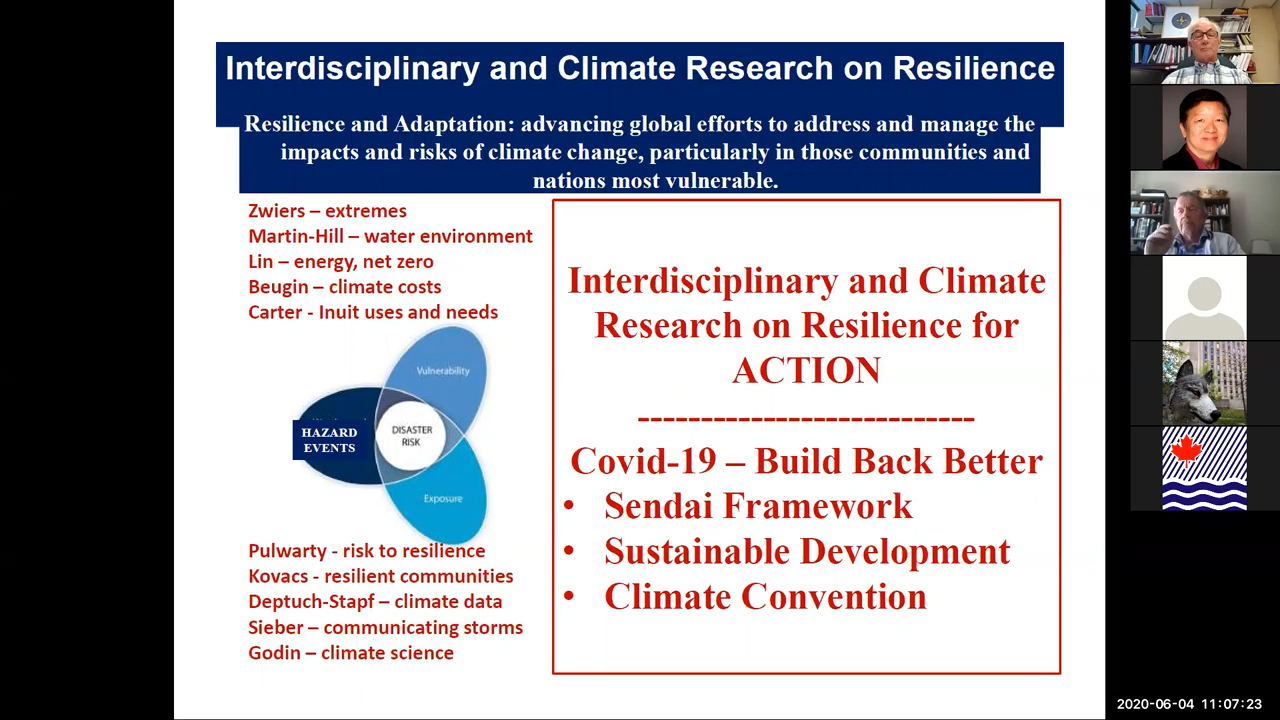 Interdisciplinary and Climate Research on Resilience
Resilience and Adaptation: advancing global efforts to address and manage the
impacts and risks of climate change, particularly in those communities and
nations most vulnerable.
Zwiers – extremes
Martin-Hill – water environment
Lin – energy, net zero
Beugin – climate costs
Carter - Inuit uses and needs
Vulnerability
HAZARD
EVENTS
DISASTER
RISK
Exposure
Pulwarty - risk to resilience
Kovacs - resilient communities
Deptuch-Stapf – climate data
Sieber – communicating storms
Godin – climate science
Interdisciplinary and Climate
Research on Resilience for
ACTION
---------------------------
Covid-19 – Build Back Better
• Sendai Framework
• Sustainable Development
• Climate Convention
2020-06-04 11:07:23